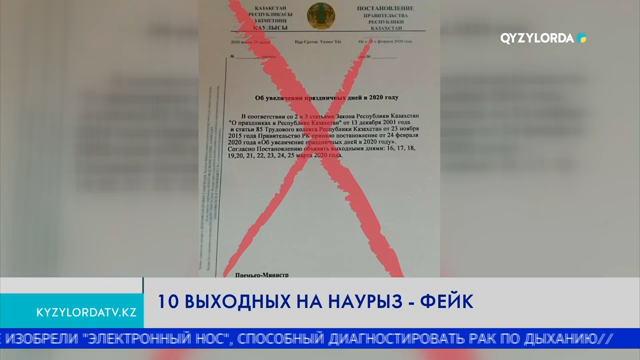 ҚАЗАҚСТАН
РЕСПУБЛИКАСЫ
ҮКІМЕТІНІҢ
ҚАУЛЫСЫ
ПОСТАНОВЛЕНИЕ
ПРАВИТЕЛЬСТВА
РЕСПУБЛИКИ
КАЗАХСТАН
QYZYLORDA
Об увеличении праздничных дней в 2020 году
В соответствии со 2 и 3 статьями Закона Республики Казахстан
"О праздниках в Республике Казахстан" от 13 декабря 2001 года
и статьи 85 Трудового кодекса Республики Казахстан от 23 ноября
2015 года Правительство РК приняло постановление от 24 февраля
2020 года «Об увеличение праздничных дней в 2020 году».
Согласно Постановлению объявить выходными днями: 16, 17, 18,
19,20, 21, 22, 23, 24, 25 марта 2020 года.
Премьер-Министр
10 ВЫХОДНЫХ НА НАУРЫЗ - ФЕЙК
KYZYLORDATV.KZ
ИЗОБРЕЛИ "ЭЛЕКТРОННЫЙ НОС", СПОСОБНЫЙ ДИАГНОСТИРОВАТЬ РАК ПО ДЫХАНИЮ//